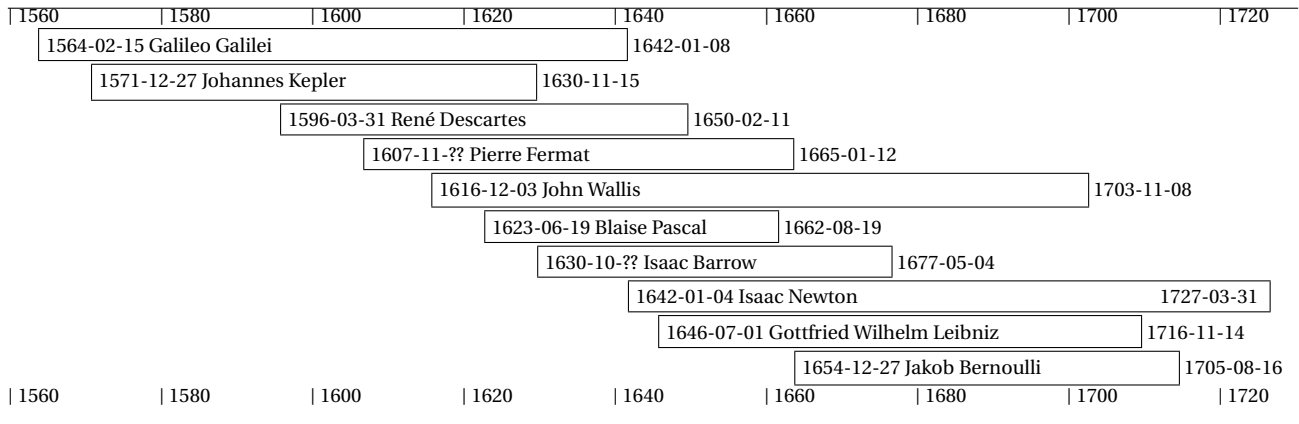 | 1560 | 1580 | 1600 | 1620 | 1640 | 1660 | 1680 | 1700 | 1720
1564-02-15 Galileo Galilei 1642-01-08
1571-12-27 Johannes Kepler 1630-11-15
1596-03-31 René Descartes 1650-02-11
1607-11-?? Pierre Fermat 1665-01-12
1616-12-03 John Wallis 1703-11-08
1623-06-19 Blaise Pascal 1662-08-19
1630-10-?? Isaac Barrow 1677-05-04
1642-01-04 Isaac Newton 1727-03-31
1646-07-01 Gottfried Wilhelm Leibniz 1716-11-14
1654-12-27 Jakob Bernoulli 1705-08-16
| 1560 | 1580 | 1600 | 1620 | 1640 | 1660 | 1680 | 1700 | 1720